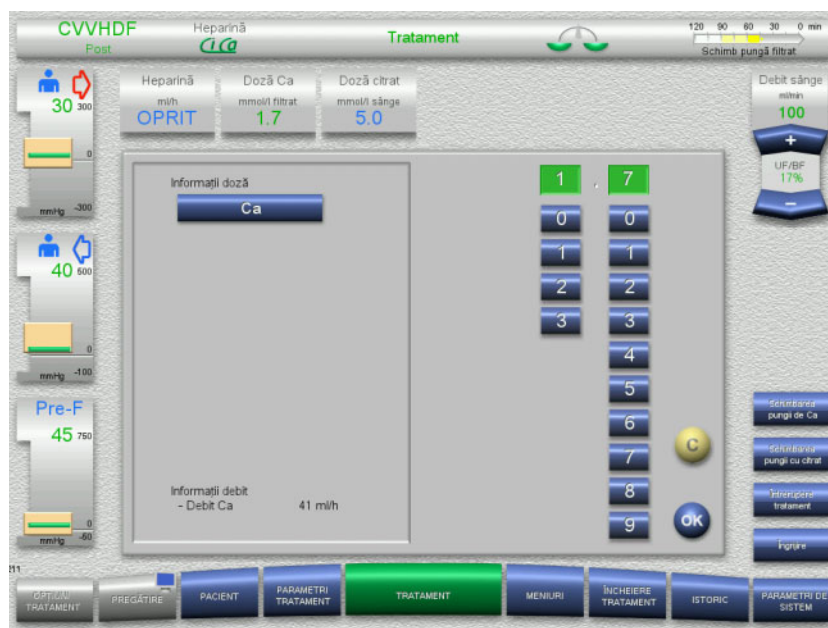 CVVHDF
Post
Heparină
CiCa
Tratament
120 90 60 30 0 min
Schimb pungă filtrat
30 300
0
mmHg -300
40 500
0
mmHg -100
Pre-F
45 750
0
mmHg -50
Heparină
ml/h
OPRIT
Doză Ca
mmol/l filtrat
1.7
Doză citrat
mmol/l sânge
5.0
Debit sânge
ml/min
100
+
UF/BF
17%
−
Informații doză
Ca
1 . 7
0 0
1 1
2 2
3 3
4
5
6
7
8
9
C
OK
Informații debit
- Debit Ca 41 ml/h
Schimbarea
pungii de Ca
Schimbarea
pungii cu citrat
Întrerupere
tratament
Îngrijire
211
OPȚIUNI
TRATAMENT
PREGĂTIRE
PACIENT
PARAMETRI
TRATAMENT
TRATAMENT
MENIURI
ÎNCHEIERE
TRATAMENT
ISTORIC
PARAMETRI DE
SISTEM